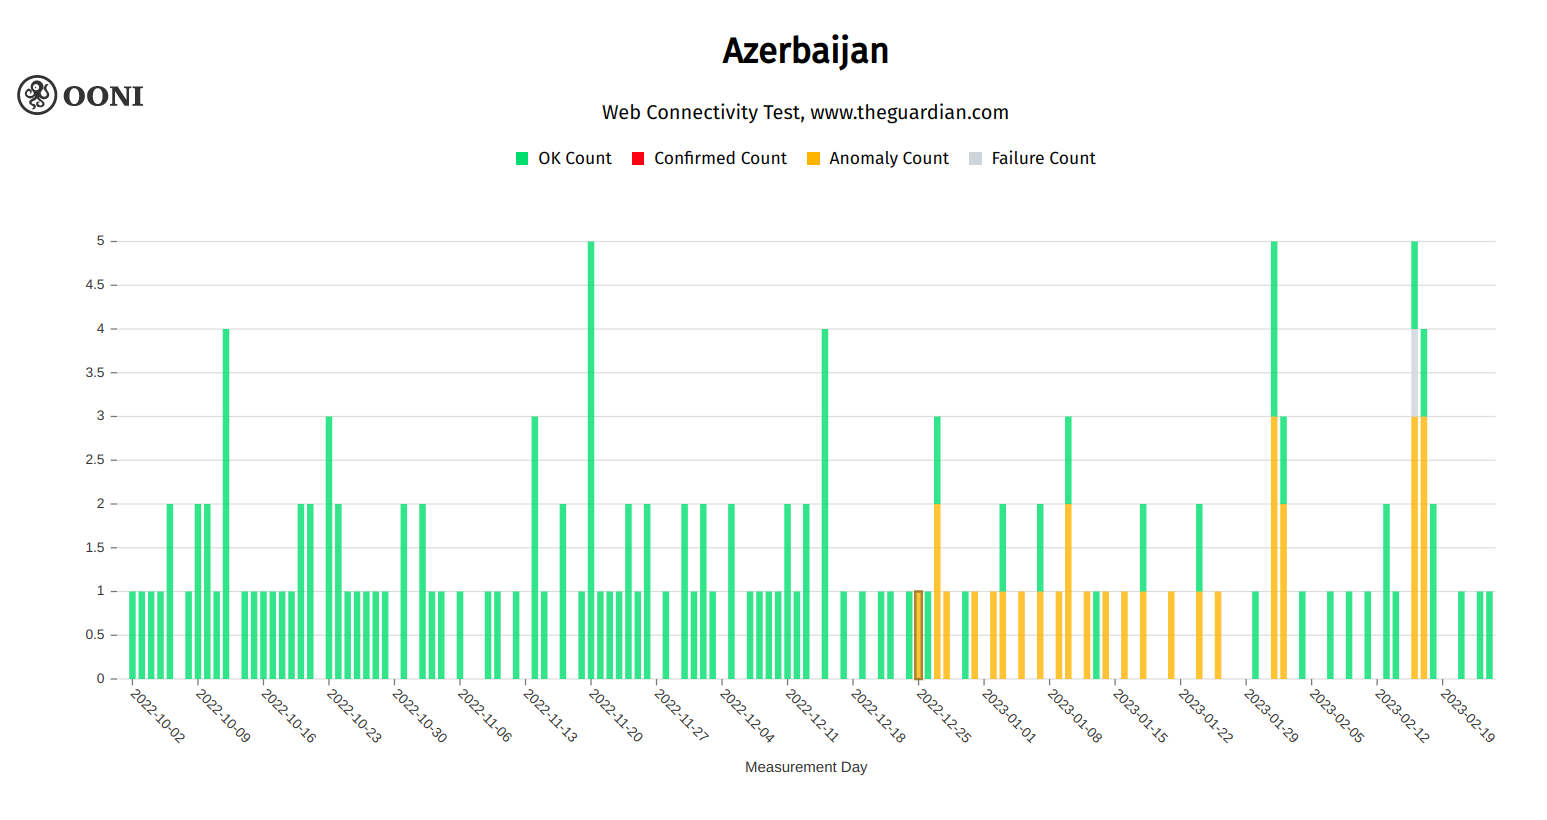 Azerbaijan
OONI
Web Connectivity Test, www.theguardian.com
OK Count Confirmed Count Anomaly Count Failure Count
5
4.5
4
3.5
3
2.5
2
1.5
1
0.5
0
2022-10-02 2022-10-09 2022-10-16 2022-10-23 2022-10-30 2022-11-06 2022-11-13 2022-11-20 2022-11-27 2022-12-04 2022-12-11 2022-12-18 2022-12-25 2023-01-01 2023-01-08 2023-01-15 2023-01-22 2023-01-29 2023-02-05 2023-02-12 2023-02-19
Measurement Day